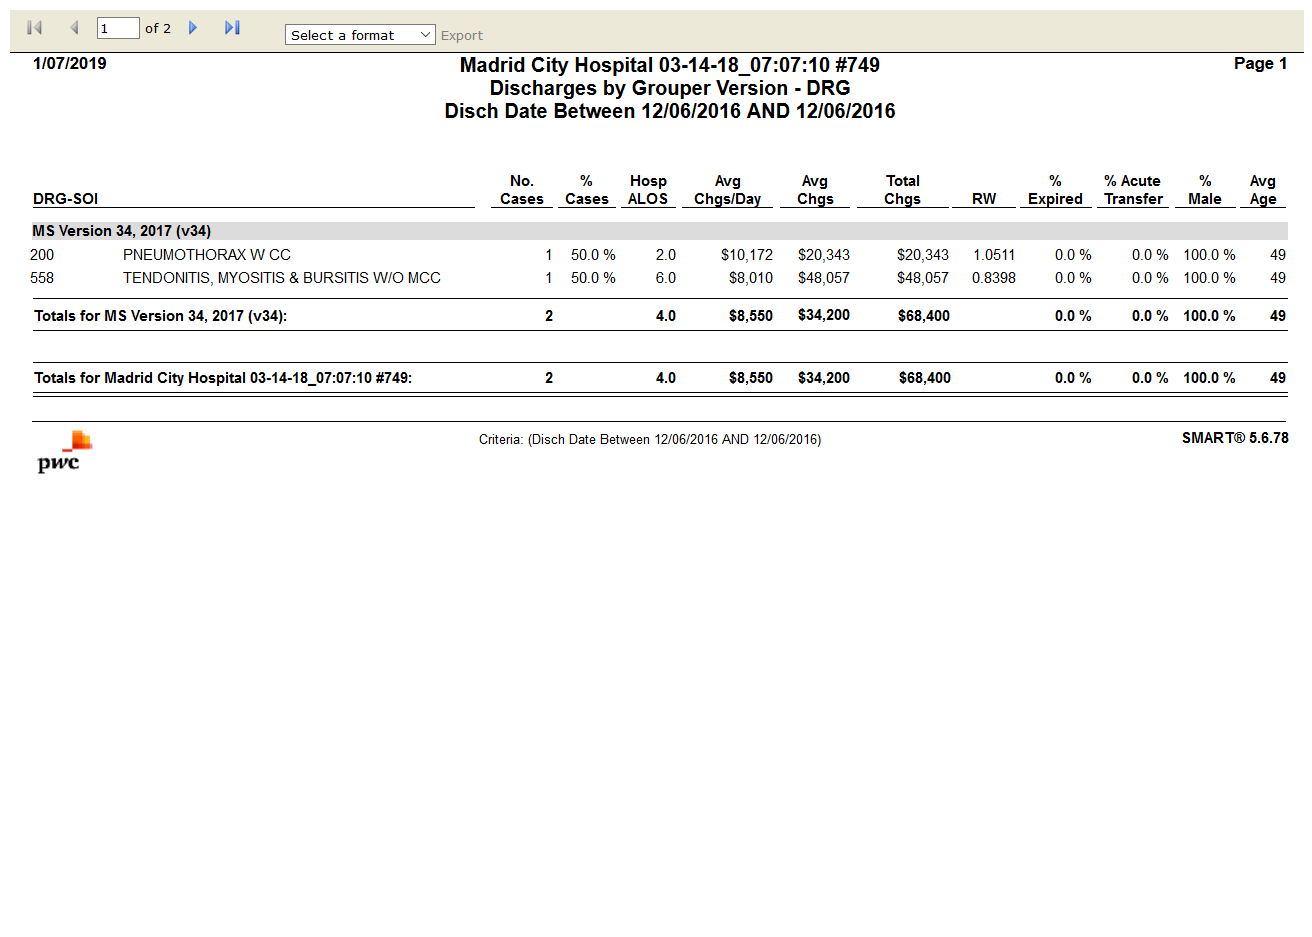 1 of 2 Select a format Export
1/07/2019 Madrid City Hospital 03-14-18_07:07:10 #749 Page 1
Discharges by Grouper Version - DRG
Disch Date Between 12/06/2016 AND 12/06/2016
No. % Hosp Avg Avg Total % % Acute % Avg
DRG-SOI Cases Cases ALOS Chgs/Day Chgs Chgs RW Expired Transfer Male Age
MS Version 34, 2017 (v34)
200 PNEUMOTHORAX W CC 1 50.0 % 2.0 $10,172 $20,343 $20,343 1.0511 0.0 % 0.0 % 100.0 % 49
558 TENDONITIS, MYOSITIS & BURSITIS W/O MCC 1 50.0 % 6.0 $8,010 $48,057 $48,057 0.8398 0.0 % 0.0 % 100.0 % 49
Totals for MS Version 34, 2017 (v34): 2 4.0 $8,550 $34,200 $68,400 0.0 % 0.0 % 100.0 % 49
Totals for Madrid City Hospital 03-14-18_07:07:10 #749: 2 4.0 $8,550 $34,200 $68,400 0.0 % 0.0 % 100.0 % 49
Criteria: (Disch Date Between 12/06/2016 AND 12/06/2016) SMART® 5.6.78
pwc